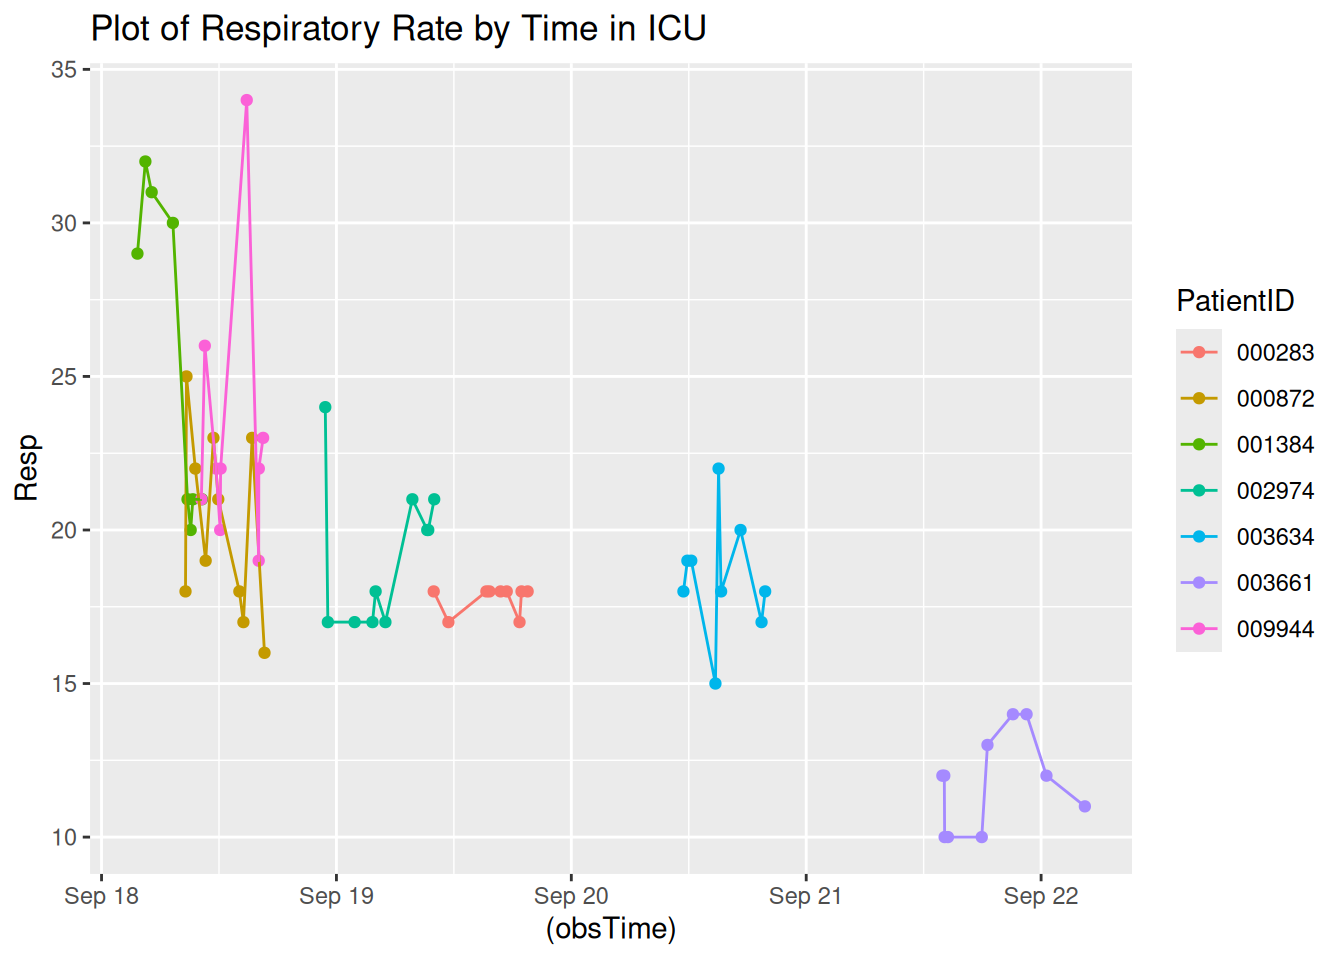 Plot of Respiratory Rate by Time in ICU
35
30
25
20
15
10
Resp
Sep 18
Sep 19
Sep 20
Sep 21
Sep 22
(obsTime)
PatientID
000283
000872
001384
002974
003634
003661
009944